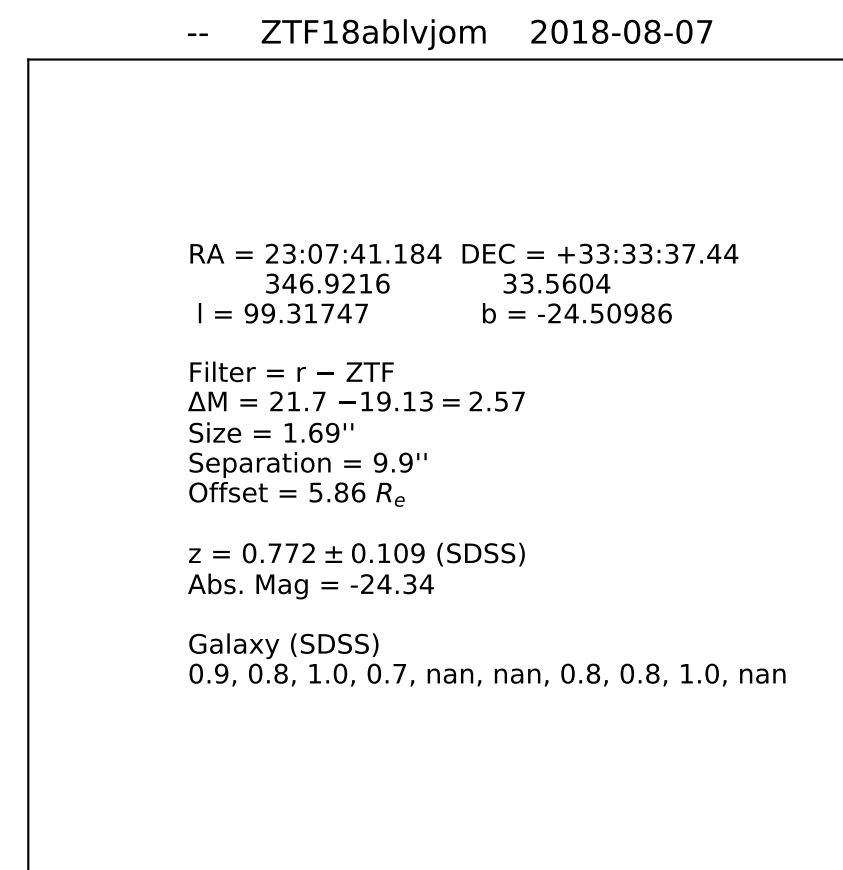 -- ZTF18ablvjom 2018-08-07
RA = 23:07:41.184 DEC = +33:33:37.44
346.9216 33.5604
l = 99.31747 b = -24.50986
Filter = r − ZTF
ΔM = 21.7 −19.13 = 2.57
Size = 1.69''
Separation = 9.9''
Offset = 5.86 Rₑ
z = 0.772 ± 0.109 (SDSS)
Abs. Mag = -24.34
Galaxy (SDSS)
0.9, 0.8, 1.0, 0.7, nan, nan, 0.8, 0.8, 1.0, nan